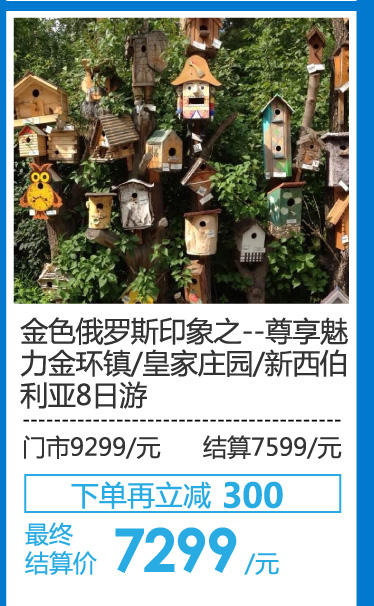 金色俄罗斯印象之--尊享魅
力金环镇/皇家庄园/新西伯
利亚8日游
门市9299/元 结算7599/元
下单再立减 300
最终
结算价 7299 /元